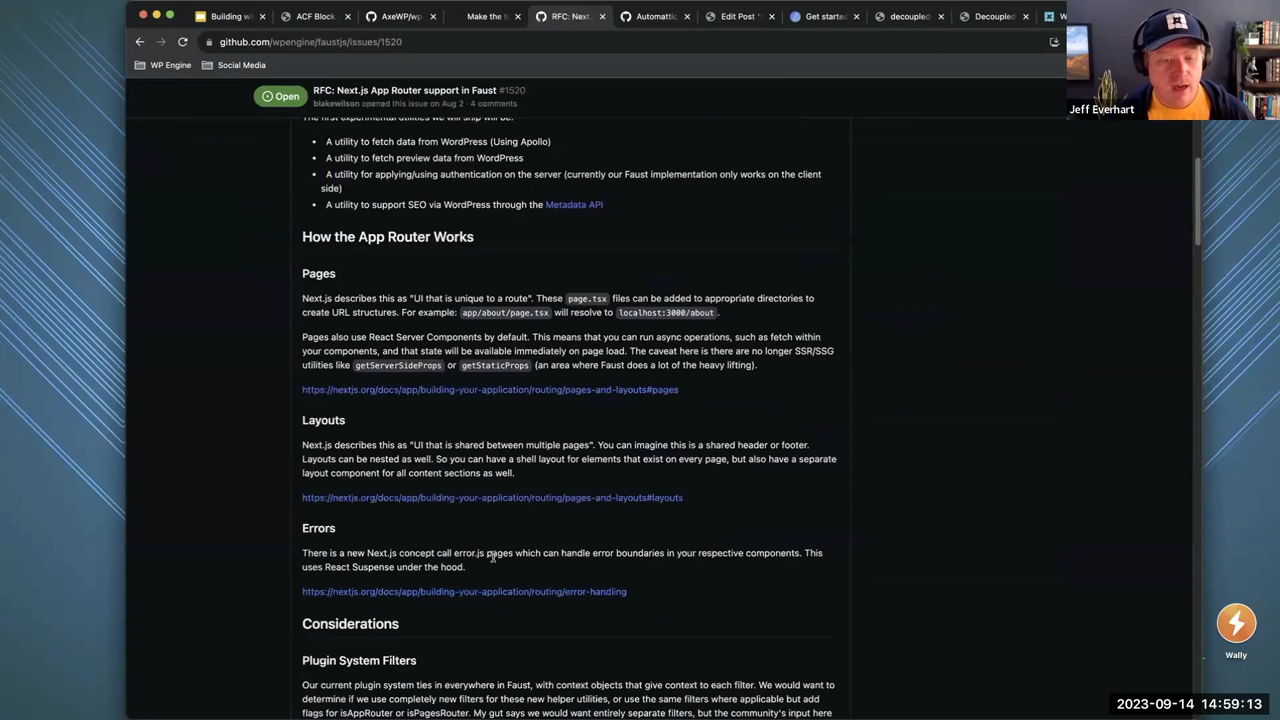 Building w
ACF Block
AxeWP/wp
Make the t
RFC: Next.
Automattic
Edit Post "
Get starte
decoupled
Decoupled
W
github.com/wpengine/faustjs/issues/1520
WP Engine
Social Media
Jeff Everhart
Open
RFC: Next.js App Router support in Faust #1520
blakewilson opened this issue on Aug 2 · 4 comments
The first experimental utilities we will ship will be:
• A utility to fetch data from WordPress (Using Apollo)
• A utility to fetch preview data from WordPress
• A utility for applying/using authentication on the server (currently our Faust implementation only works on the client
side)
• A utility to support SEO via WordPress through the Metadata API
How the App Router Works
Pages
Next.js describes this as "UI that is unique to a route". These page.tsx files can be added to appropriate directories to
create URL structures. For example: app/about/page.tsx will resolve to localhost:3000/about.
Pages also use React Server Components by default. This means that you can run async operations, such as fetch within
your components, and that state will be available immediately on page load. The caveat here is there are no longer SSR/SSG
utilities like getServerSideProps or getStaticProps (an area where Faust does a lot of the heavy lifting).
https://nextjs.org/docs/app/building-your-application/routing/pages-and-layouts#pages
Layouts
Next.js describes this as "UI that is shared between multiple pages". You can imagine this is a shared header or footer.
Layouts can be nested as well. So you can have a shell layout for elements that exist on every page, but also have a separate
layout component for all content sections as well.
https://nextjs.org/docs/app/building-your-application/routing/pages-and-layouts#layouts
Errors
There is a new Next.js concept call error.js pages which can handle error boundaries in your respective components. This
uses React Suspense under the hood.
https://nextjs.org/docs/app/building-your-application/routing/error-handling
Considerations
Plugin System Filters
Our current plugin system ties in everywhere in Faust, with context objects that give context to each filter. We would want to
determine if we use completely new filters for these new helper utilities, or use the same filters where applicable but add
flags for isAppRouter or isPagesRouter. My gut says we would want entirely separate filters, but the community's input here
Wally
2023-09-14 14:59:13